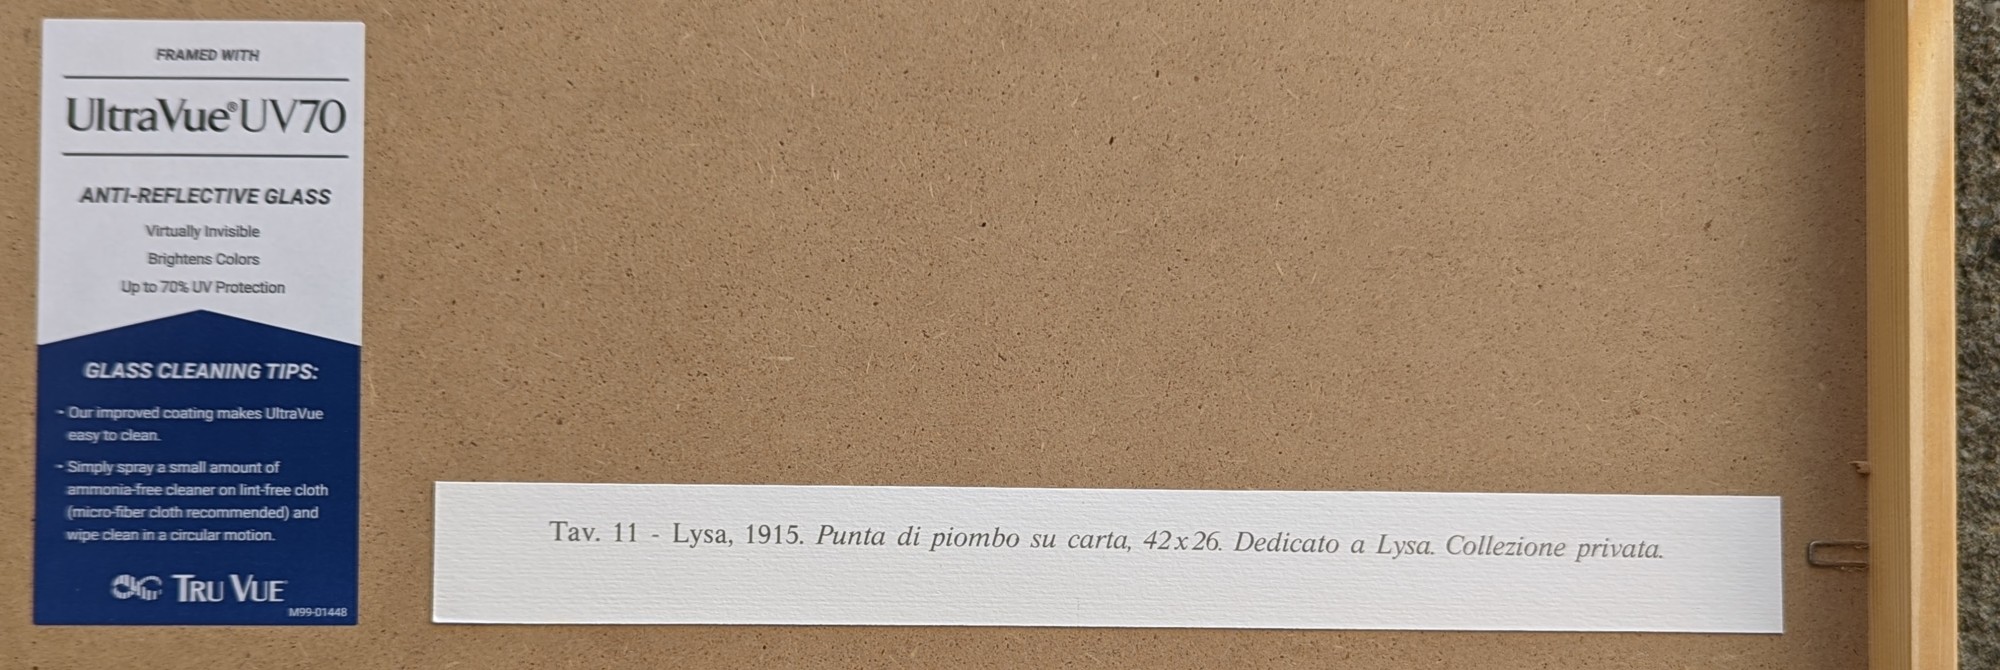 FRAMED WITH
UltraVue®UV70
ANTI-REFLECTIVE GLASS
Virtually Invisible
Brightens Colors
Up to 70% UV Protection
GLASS CLEANING TIPS:
- Our improved coating makes UltraVue
easy to clean.
- Simply spray a small amount of
ammonia-free cleaner on lint-free cloth
(micro-fiber cloth recommended) and
wipe clean in a circular motion.
TRU VUE
M99-01448
Tav. 11 - Lysa, 1915. Punta di piombo su carta, 42x26. Dedicato a Lysa. Collezione privata.